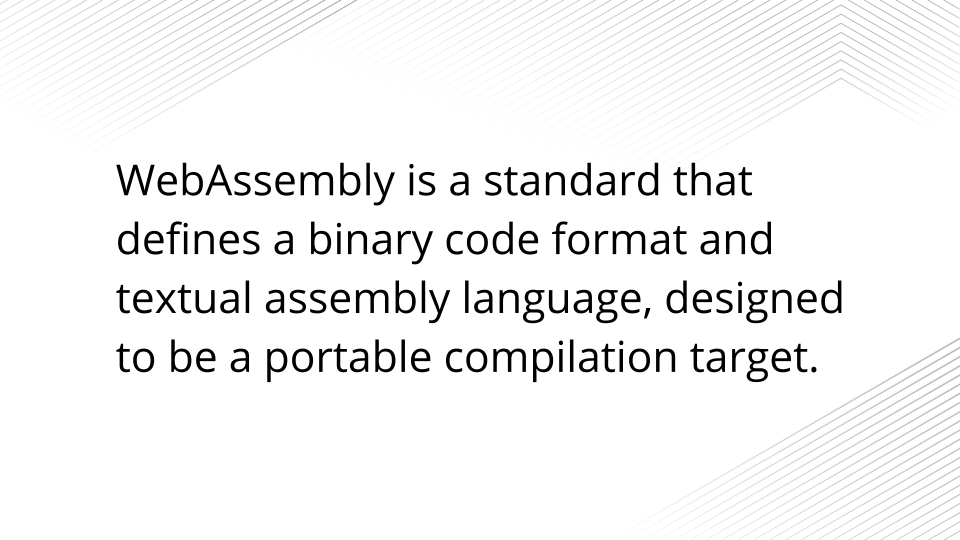 WebAssembly is a standard that
defines a binary code format and
textual assembly language, designed
to be a portable compilation target.